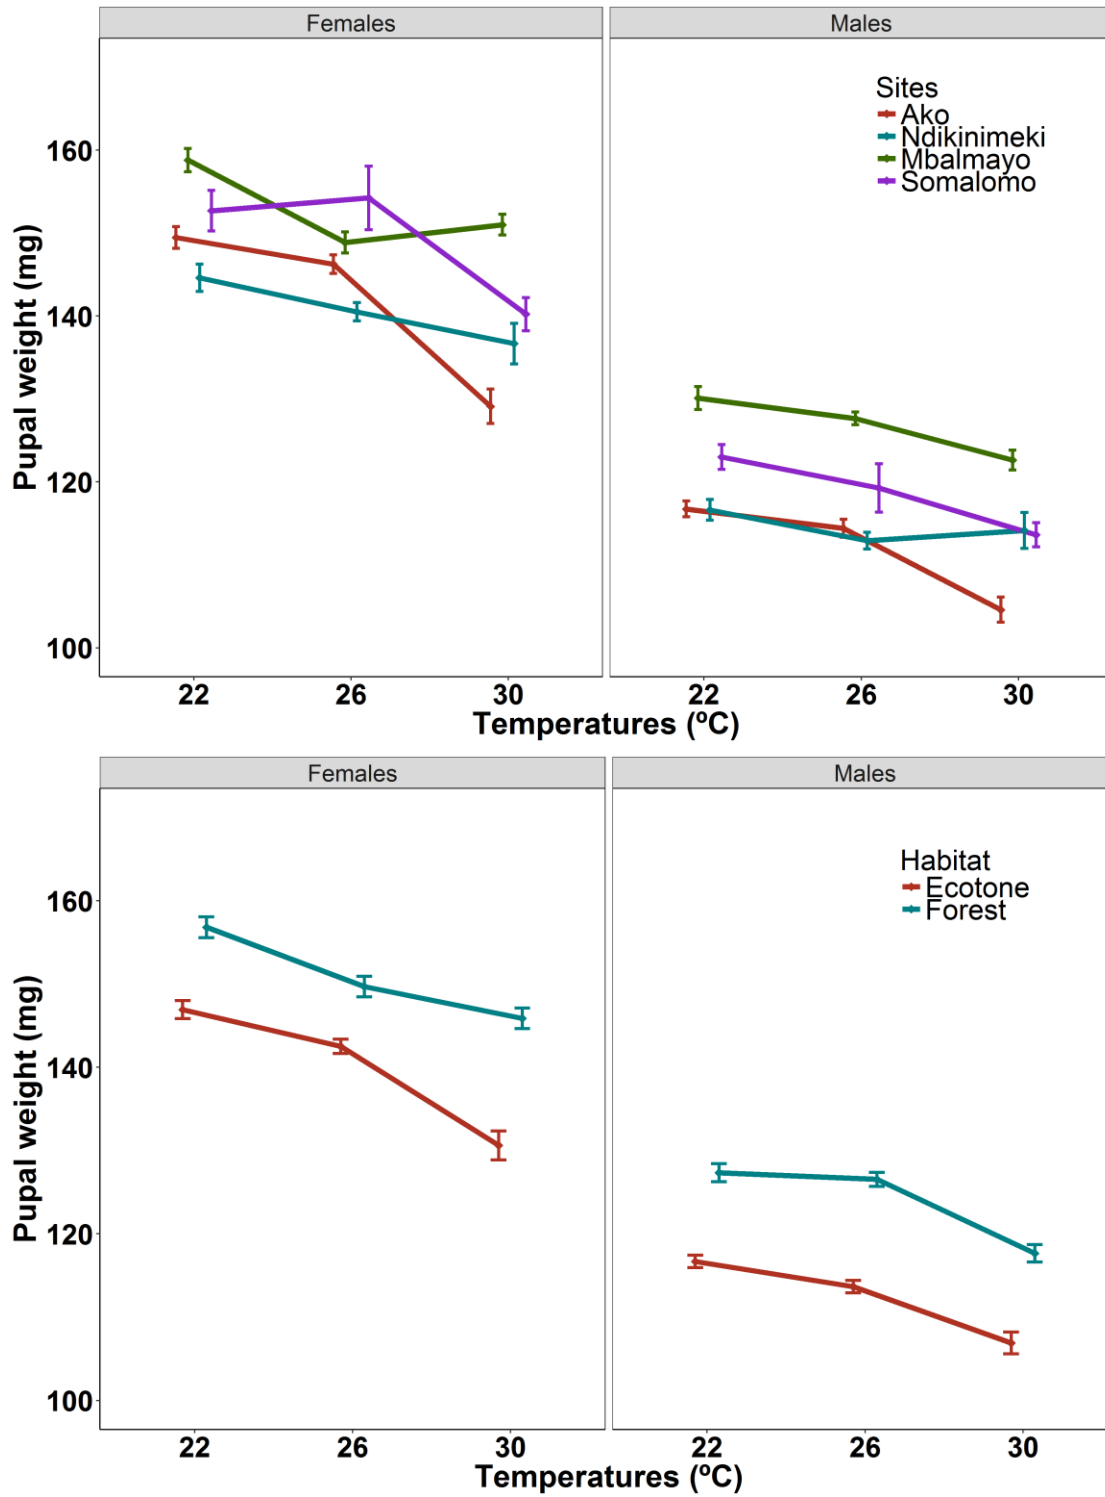 Females
Males
Sites
Ako
Ndikinimeki
Mbalmayo
Somalomo
160
140
120
100
Pupal weight (mg)
22
26
30
22
26
30
Temperatures (ºC)
Females
Males
Habitat
Ecotone
Forest
160
140
120
100
Pupal weight (mg)
22
26
30
22
26
30
Temperatures (ºC)